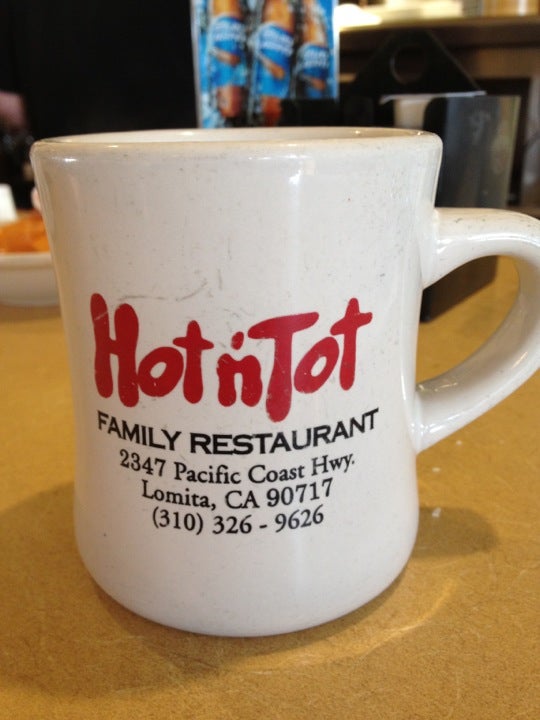 Hot 'n Tot
FAMILY RESTAURANT
2347 Pacific Coast Hwy.
Lomita, CA 90717
(310) 326 - 9626